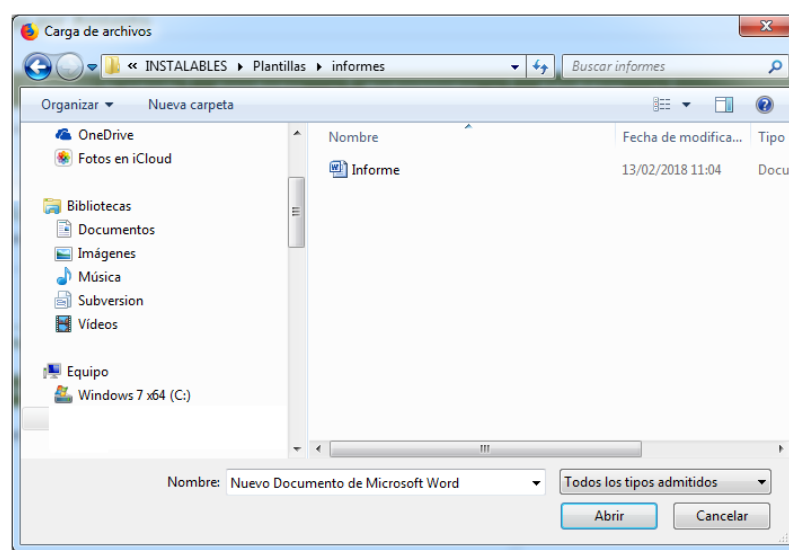 Carga de archivos
« INSTALABLES ▸ Plantillas ▸ informes
Buscar informes
Organizar
Nueva carpeta
OneDrive
Fotos en iCloud
Bibliotecas
Documentos
Imágenes
Música
Subversion
Vídeos
Equipo
Windows 7 x64 (C:)
Nombre
Fecha de modifica...
Tipo
Informe
13/02/2018 11:04
Docu
Nombre:
Nuevo Documento de Microsoft Word
Todos los tipos admitidos
Abrir
Cancelar